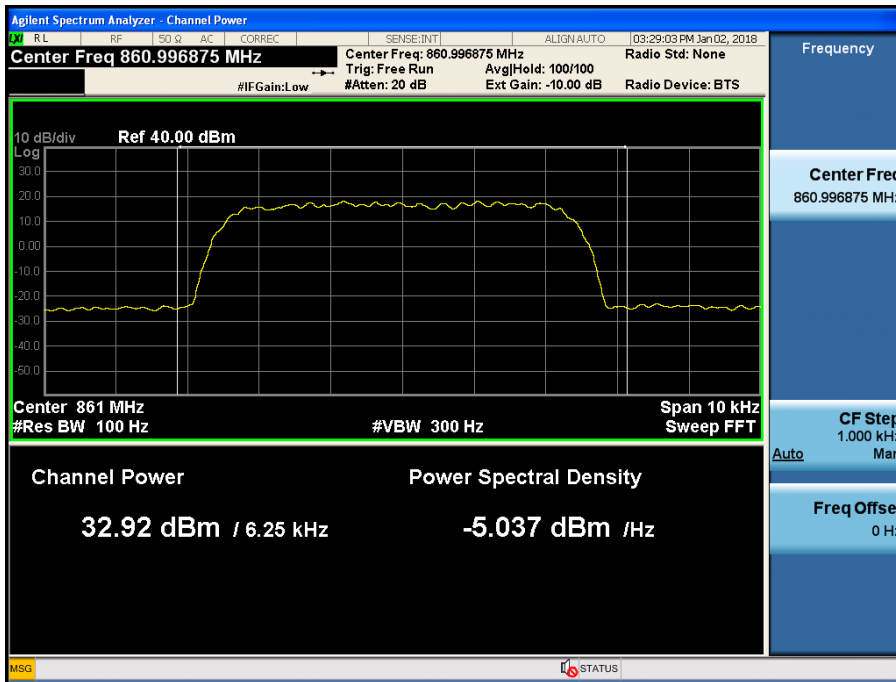 Agilent Spectrum Analyzer - Channel Power
LXI RL RF 50 Ω AC CORREC SENSE:INT ALIGN AUTO 03:29:03 PM Jan 02, 2018
Center Freq 860.996875 MHz
Center Freq: 860.996875 MHz Radio Std: None
Trig: Free Run Avg|Hold: 100/100
#IFGain:Low #Atten: 20 dB Ext Gain: -10.00 dB Radio Device: BTS
Frequency
10 dB/div Ref 40.00 dBm
Log
30.0
20.0
10.0
0.00
-10.0
-20.0
-30.0
-40.0
-50.0
Center 861 MHz Span 10 kHz
#Res BW 100 Hz #VBW 300 Hz Sweep FFT
Channel Power Power Spectral Density
32.92 dBm / 6.25 kHz -5.037 dBm /Hz
Center Freq
860.996875 MHz
CF Step
1.000 kHz
Auto Man
Freq Offse
0 Hz
MSG STATUS